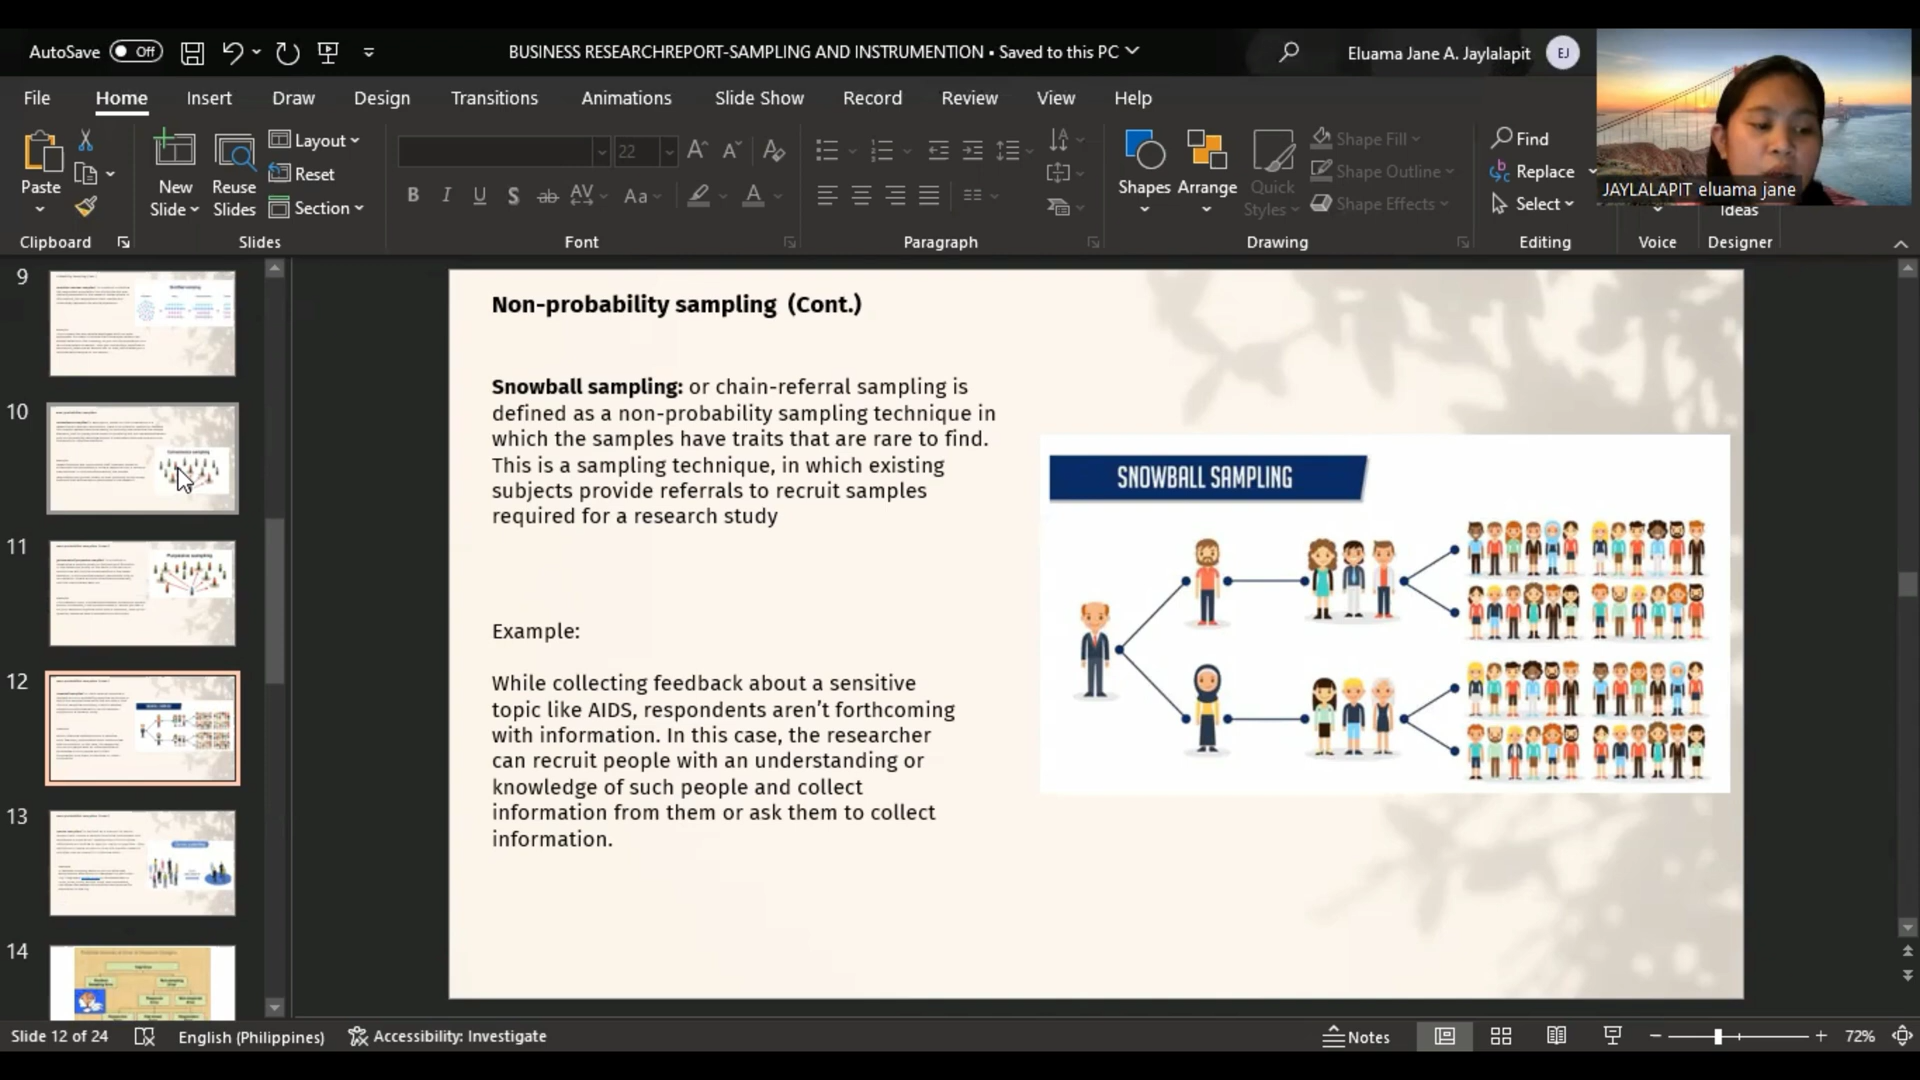 AutoSave Off BUSINESS RESEARCHREPORT-SAMPLING AND INSTRUMENTION • Saved to this PC Eluama Jane A. Jaylalapit EJ
File Home Insert Draw Design Transitions Animations Slide Show Record Review View Help
Paste
New Slide
Reuse Slides
Layout
Reset
Section
22
Aa
Shapes
Arrange
Quick Styles
Shape Fill
Shape Outline
Shape Effects
Find
Replace
Select
JAYLALAPIT eluama jane
Ideas
Clipboard Slides Font Paragraph Drawing Editing Voice Designer
9
10
11
12
13
14
Non-probability sampling (Cont.)
Snowball sampling: or chain-referral sampling is
defined as a non-probability sampling technique in
which the samples have traits that are rare to find.
This is a sampling technique, in which existing
subjects provide referrals to recruit samples
required for a research study
Example:
While collecting feedback about a sensitive
topic like AIDS, respondents aren’t forthcoming
with information. In this case, the researcher
can recruit people with an understanding or
knowledge of such people and collect
information from them or ask them to collect
information.
SNOWBALL SAMPLING
Slide 12 of 24 English (Philippines) Accessibility: Investigate Notes 72%